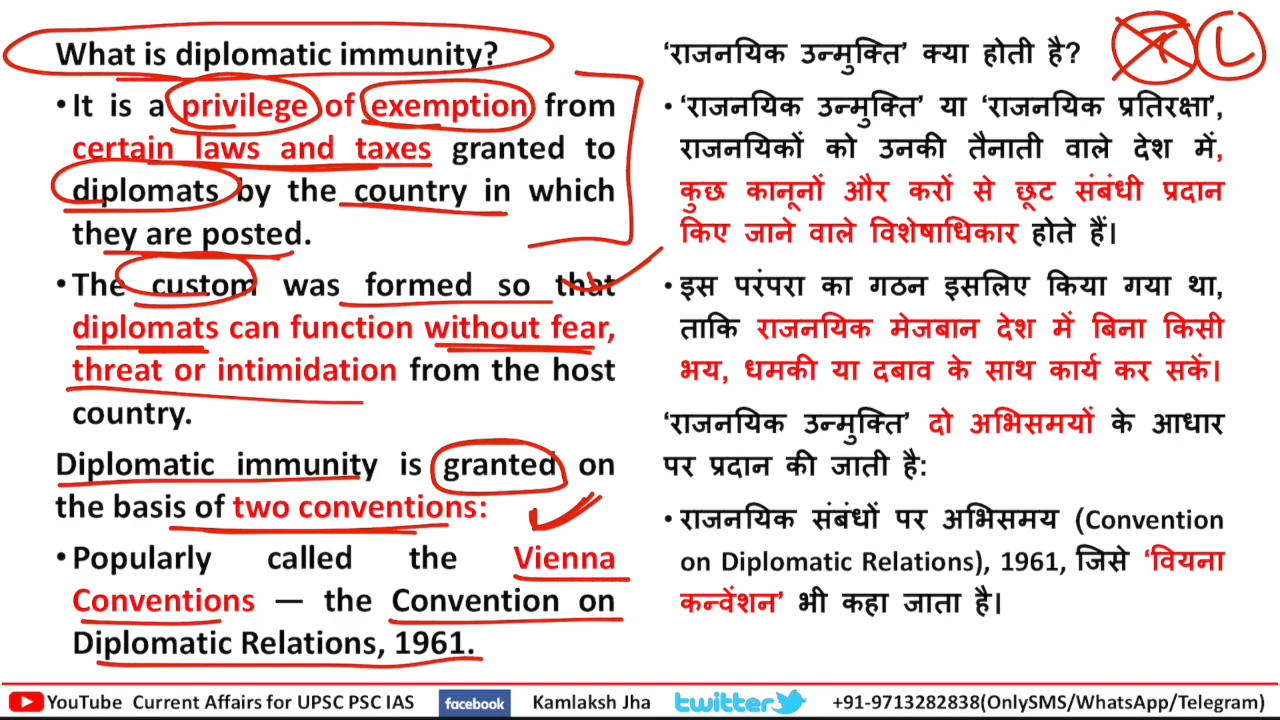 What is diplomatic immunity?
•It is a privilege of exemption from
certain laws and taxes granted to
diplomats by the country in which
they are posted.
•The custom was formed so that
diplomats can function without fear,
threat or intimidation from the host
country.
Diplomatic immunity is granted on
the basis of two conventions:
•Popularly called the Vienna
Conventions — the Convention on
Diplomatic Relations, 1961.
‘राजनयिक उन्मुक्ति’ क्या होती है?
• ‘राजनयिक उन्मुक्ति’ या ‘राजनयिक प्रतिरक्षा’,
राजनयिकों को उनकी तैनाती वाले देश में,
कुछ कानूनों और करों से छूट संबंधी प्रदान
किए जाने वाले विशेषाधिकार होते हैं।
• इस परंपरा का गठन इसलिए किया गया था,
ताकि राजनयिक मेजबान देश में बिना किसी
भय, धमकी या दबाव के साथ कार्य कर सकें।
‘राजनयिक उन्मुक्ति’ दो अभिसमयों के आधार
पर प्रदान की जाती है:
• राजनयिक संबंधों पर अभिसमय (Convention
on Diplomatic Relations), 1961, जिसे ‘वियना
कन्वेंशन’ भी कहा जाता है।
L
YouTube Current Affairs for UPSC PSC IAS facebook Kamlaksh Jha twitter +91-9713282838(OnlySMS/WhatsApp/Telegram)